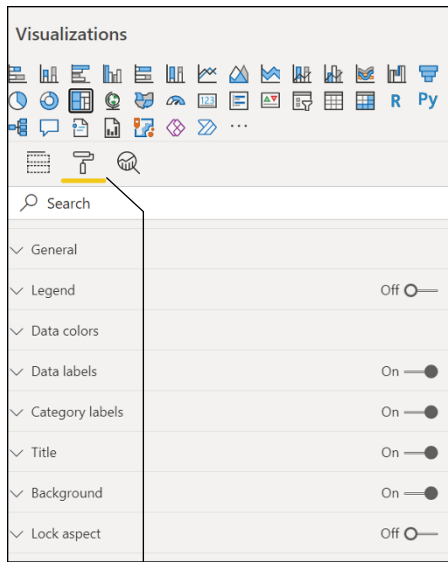 Visualizations
123
R
Py
Search
General
Legend Off
Data colors
Data labels On
Category labels On
Title On
Background On
Lock aspect Off